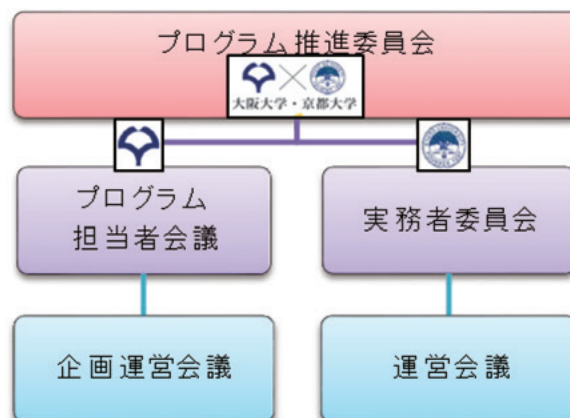 プログラム推進委員会
大阪大学・京都大学
プログラム
担当者会議
実務者委員会
企画運営会議
運営会議